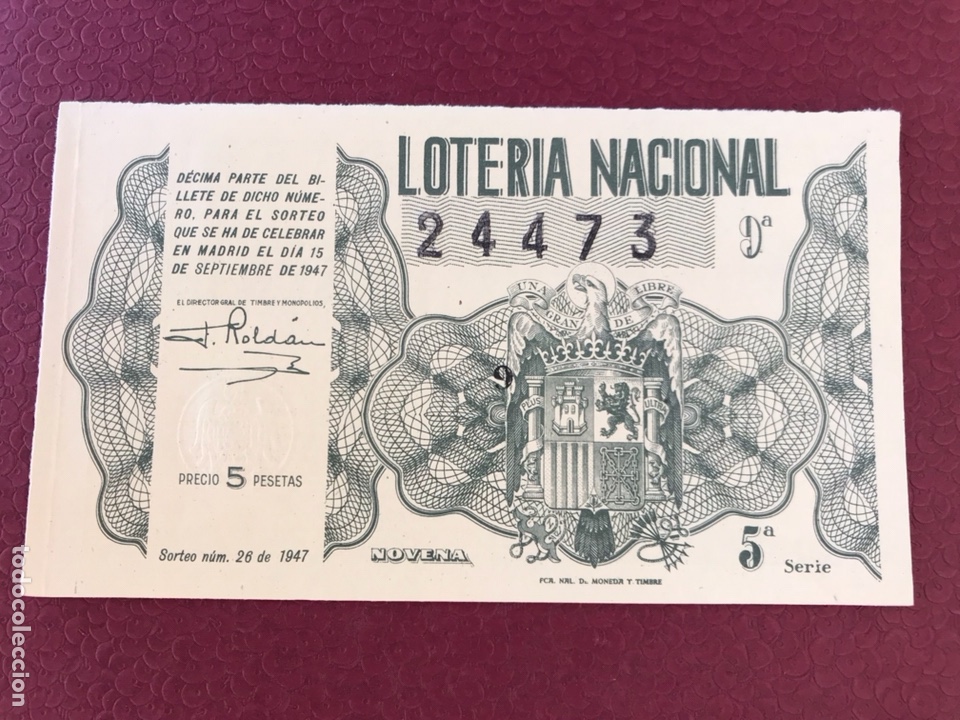 DÉCIMA PARTE DEL BI-
LLETE DE DICHO NÚME-
RO, PARA EL SORTEO
QUE SE HA DE CELEBRAR
EN MADRID EL DÍA 15
DE SEPTIEMBRE DE 1947
EL DIRECTOR GRAL DE TIMBRE Y MONOPOLIOS,
F. Roldán
PRECIO 5 PESETAS
Sorteo núm. 26 de 1947
LOTERIA NACIONAL
24473
9ª
UNA GRANDE LIBRE
9
PLUS ULTRA
NOVENA
5ª Serie
FCA. NAL. DE MONEDA Y TIMBRE
todocoleccion
todocoleccion